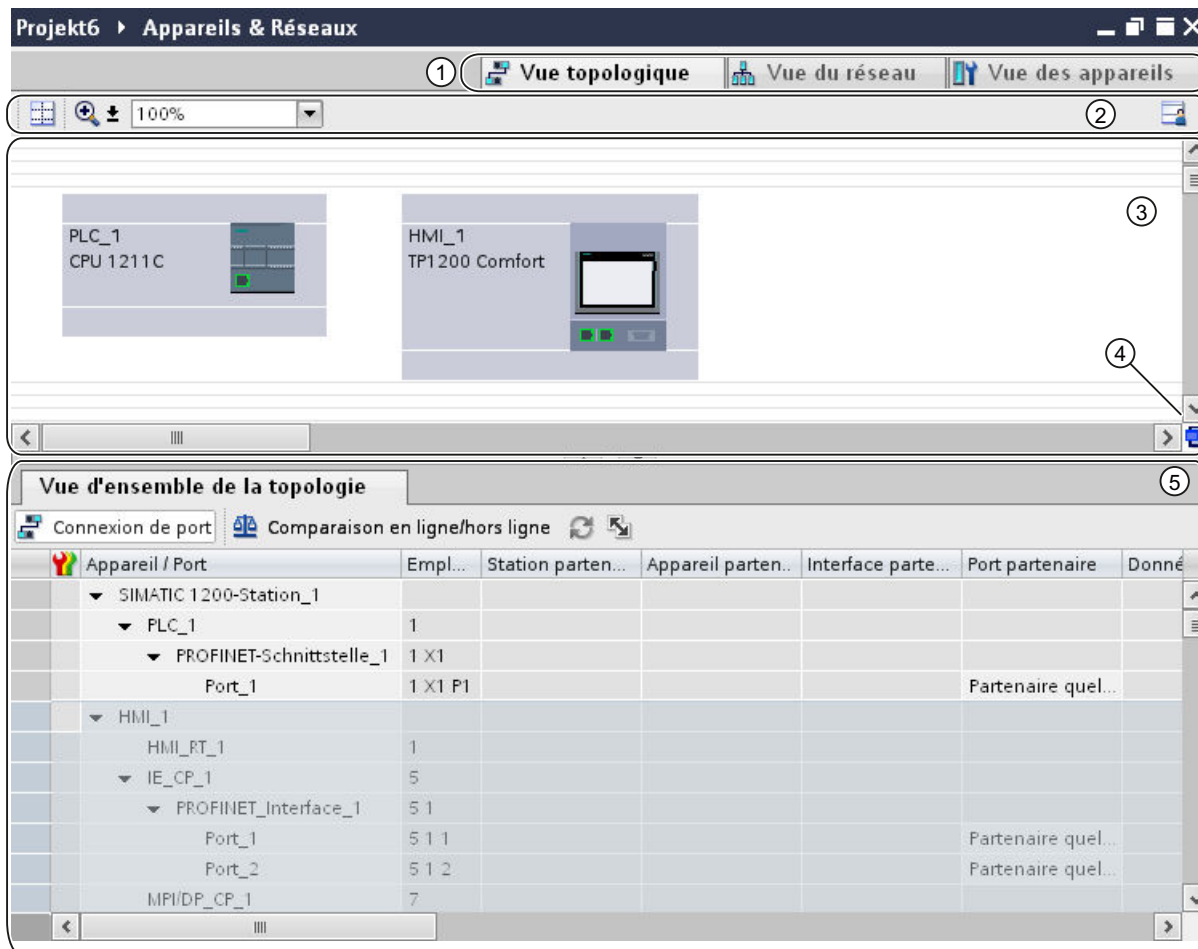 Projekt6 ▸ Appareils & Réseaux
1 Vue topologique Vue du réseau Vue des appareils
100% 2
3
PLC_1
CPU 1211C
HMI_1
TP1200 Comfort
4
Vue d'ensemble de la topologie 5
Connexion de port Comparaison en ligne/hors ligne
Appareil / Port Empl... Station parten... Appareil parten.. Interface parte... Port partenaire Donné
SIMATIC 1200-Station_1
PLC_1 1
PROFINET-Schnittstelle_1 1 X1
Port_1 1 X1 P1 Partenaire quel...
HMI_1
HMI_RT_1 1
IE_CP_1 5
PROFINET_Interface_1 5 1
Port_1 5 1 1 Partenaire quel...
Port_2 5 1 2 Partenaire quel...
MPI/DP_CP_1 7